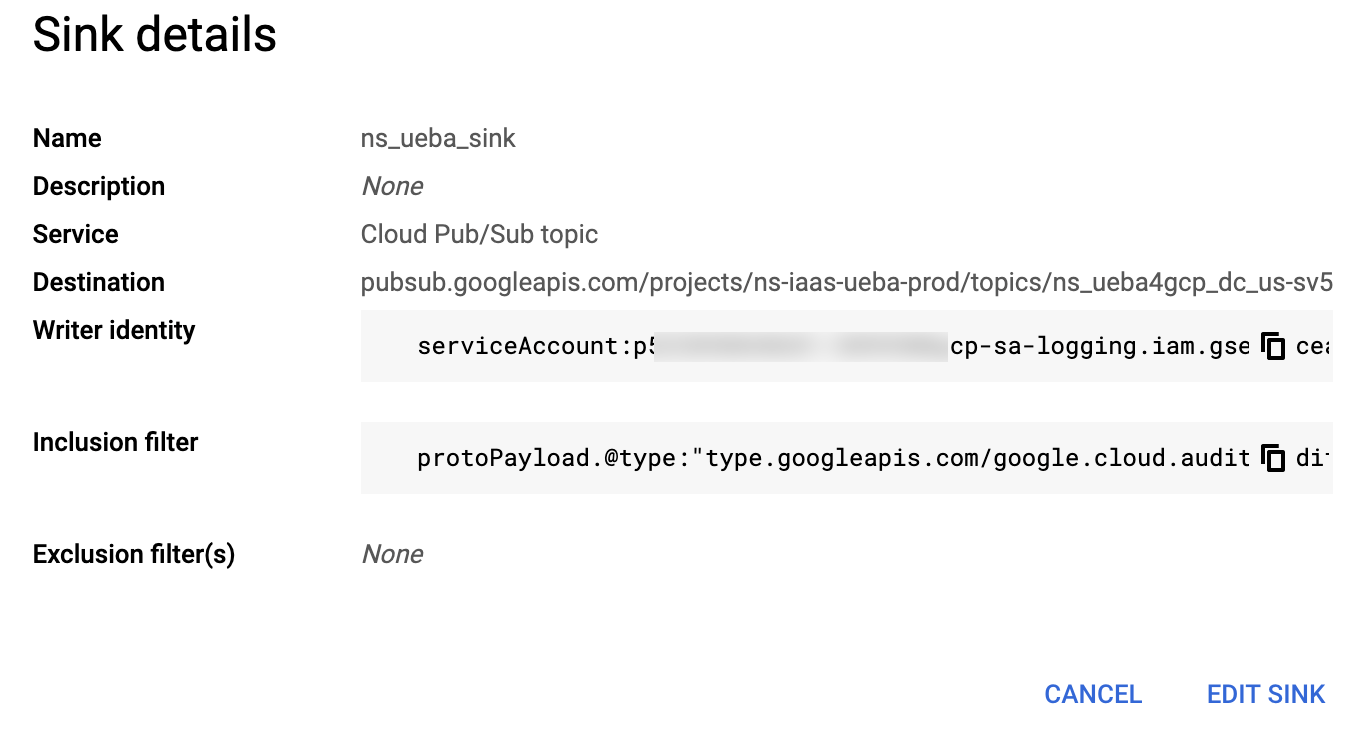 Sink details
Name ns_ueba_sink
Description None
Service Cloud Pub/Sub topic
Destination pubsub.googleapis.com/projects/ns-iaas-ueba-prod/topics/ns_ueba4gcp_dc_us-sv5
Writer identity serviceAccount:p5 cp-sa-logging.iam.gse cea
Inclusion filter protoPayload.@type:"type.googleapis.com/google.cloud.audit di
Exclusion filter(s) None
CANCEL EDIT SINK